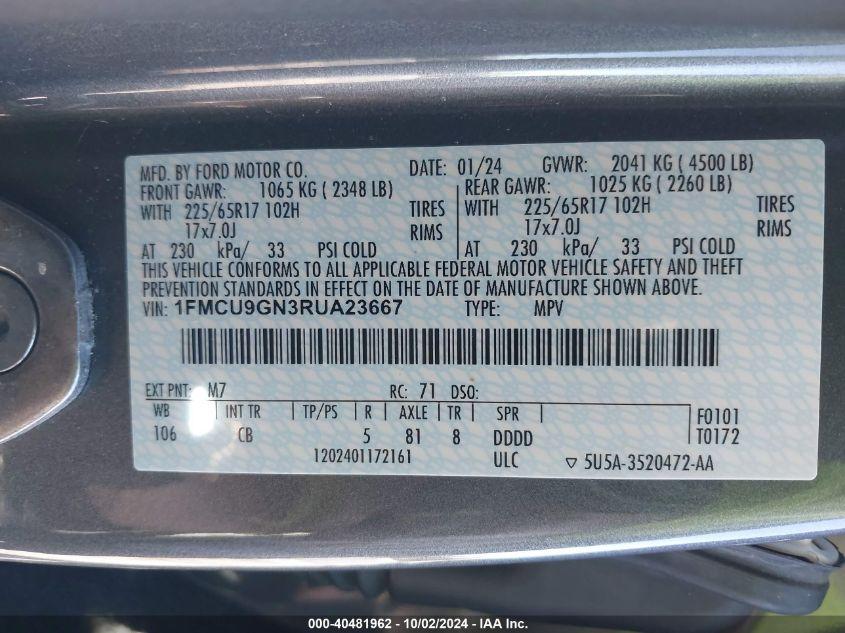 MFD. BY FORD MOTOR CO. DATE: 01/24 GVWR: 2041 KG ( 4500 LB)
FRONT GAWR: 1065 KG ( 2348 LB) REAR GAWR: 1025 KG ( 2260 LB)
WITH 225/65R17 102H TIRES WITH 225/65R17 102H TIRES
17x7.0J RIMS 17x7.0J RIMS
AT 230 kPa/ 33 PSI COLD AT 230 kPa/ 33 PSI COLD
THIS VEHICLE CONFORMS TO ALL APPLICABLE FEDERAL MOTOR VEHICLE SAFETY AND THEFT
PREVENTION STANDARDS IN EFFECT ON THE DATE OF MANUFACTURE SHOWN ABOVE.
VIN: 1FMCU9GN3RUA23667 TYPE: MPV
EXT PNT: M7 RC: 71 DSO:
WB INT TR TP/PS R AXLE TR SPR F0101
106 CB 5 81 8 DDDD T0172
1202401172161 ULC ▽ 5U5A-3520472-AA
000-40481962 - 10/02/2024 - IAA Inc.